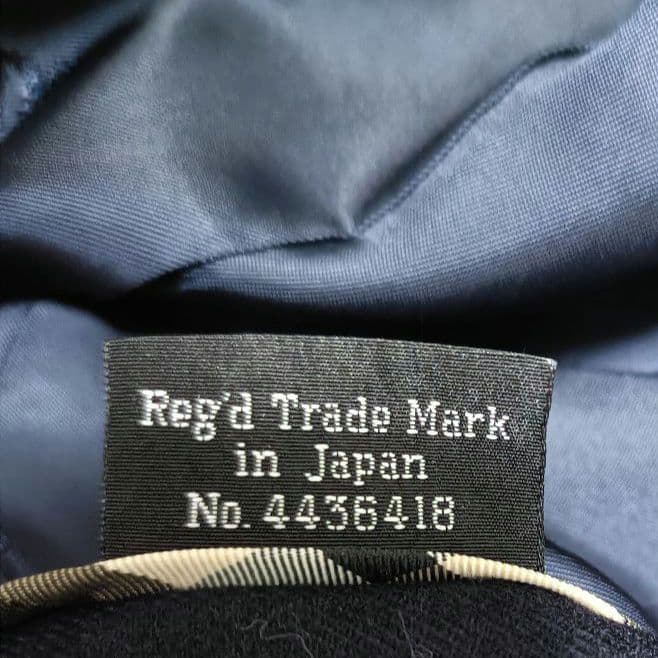 Reg'd Trade Mark
in Japan
No. 4436418